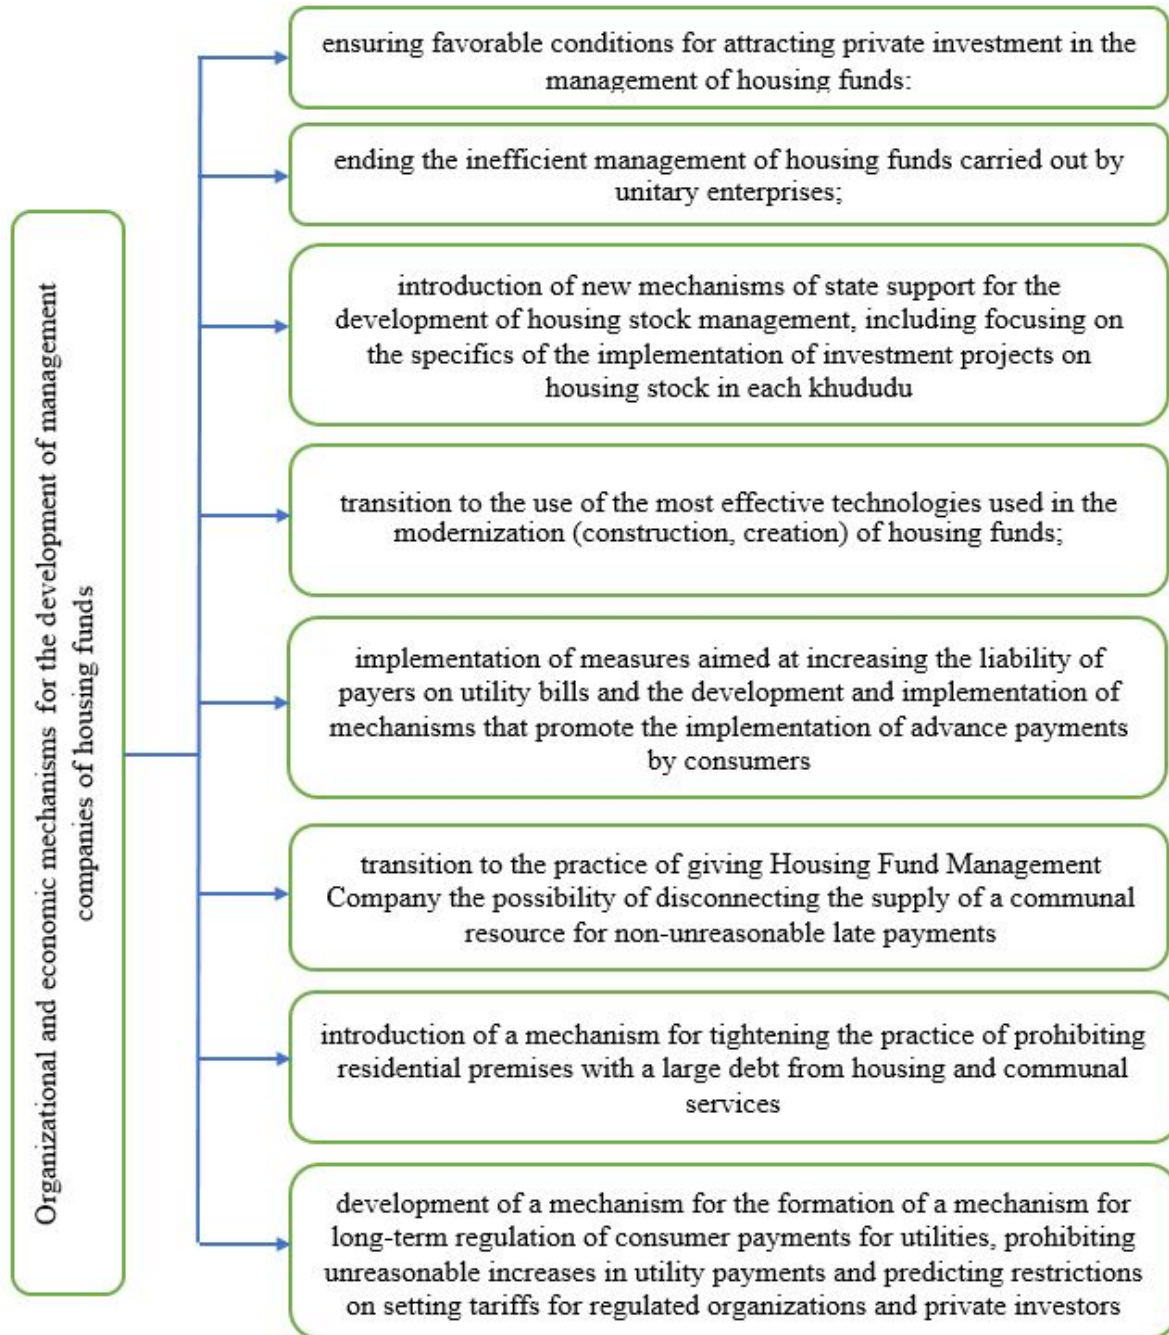 Organizational and economic mechanisms for the development of management
companies of housing funds
ensuring favorable conditions for attracting private investment in the
management of housing funds:
ending the inefficient management of housing funds carried out by
unitary enterprises;
introduction of new mechanisms of state support for the
development of housing stock management, including focusing on
the specifics of the implementation of investment projects on
housing stock in each khududu
transition to the use of the most effective technologies used in the
modernization (construction, creation) of housing funds;
implementation of measures aimed at increasing the liability of
payers on utility bills and the development and implementation of
mechanisms that promote the implementation of advance payments
by consumers
transition to the practice of giving Housing Fund Management
Company the possibility of disconnecting the supply of a communal
resource for non-unreasonable late payments
introduction of a mechanism for tightening the practice of prohibiting
residential premises with a large debt from housing and communal
services
development of a mechanism for the formation of a mechanism for
long-term regulation of consumer payments for utilities, prohibiting
unreasonable increases in utility payments and predicting restrictions
on setting tariffs for regulated organizations and private investors